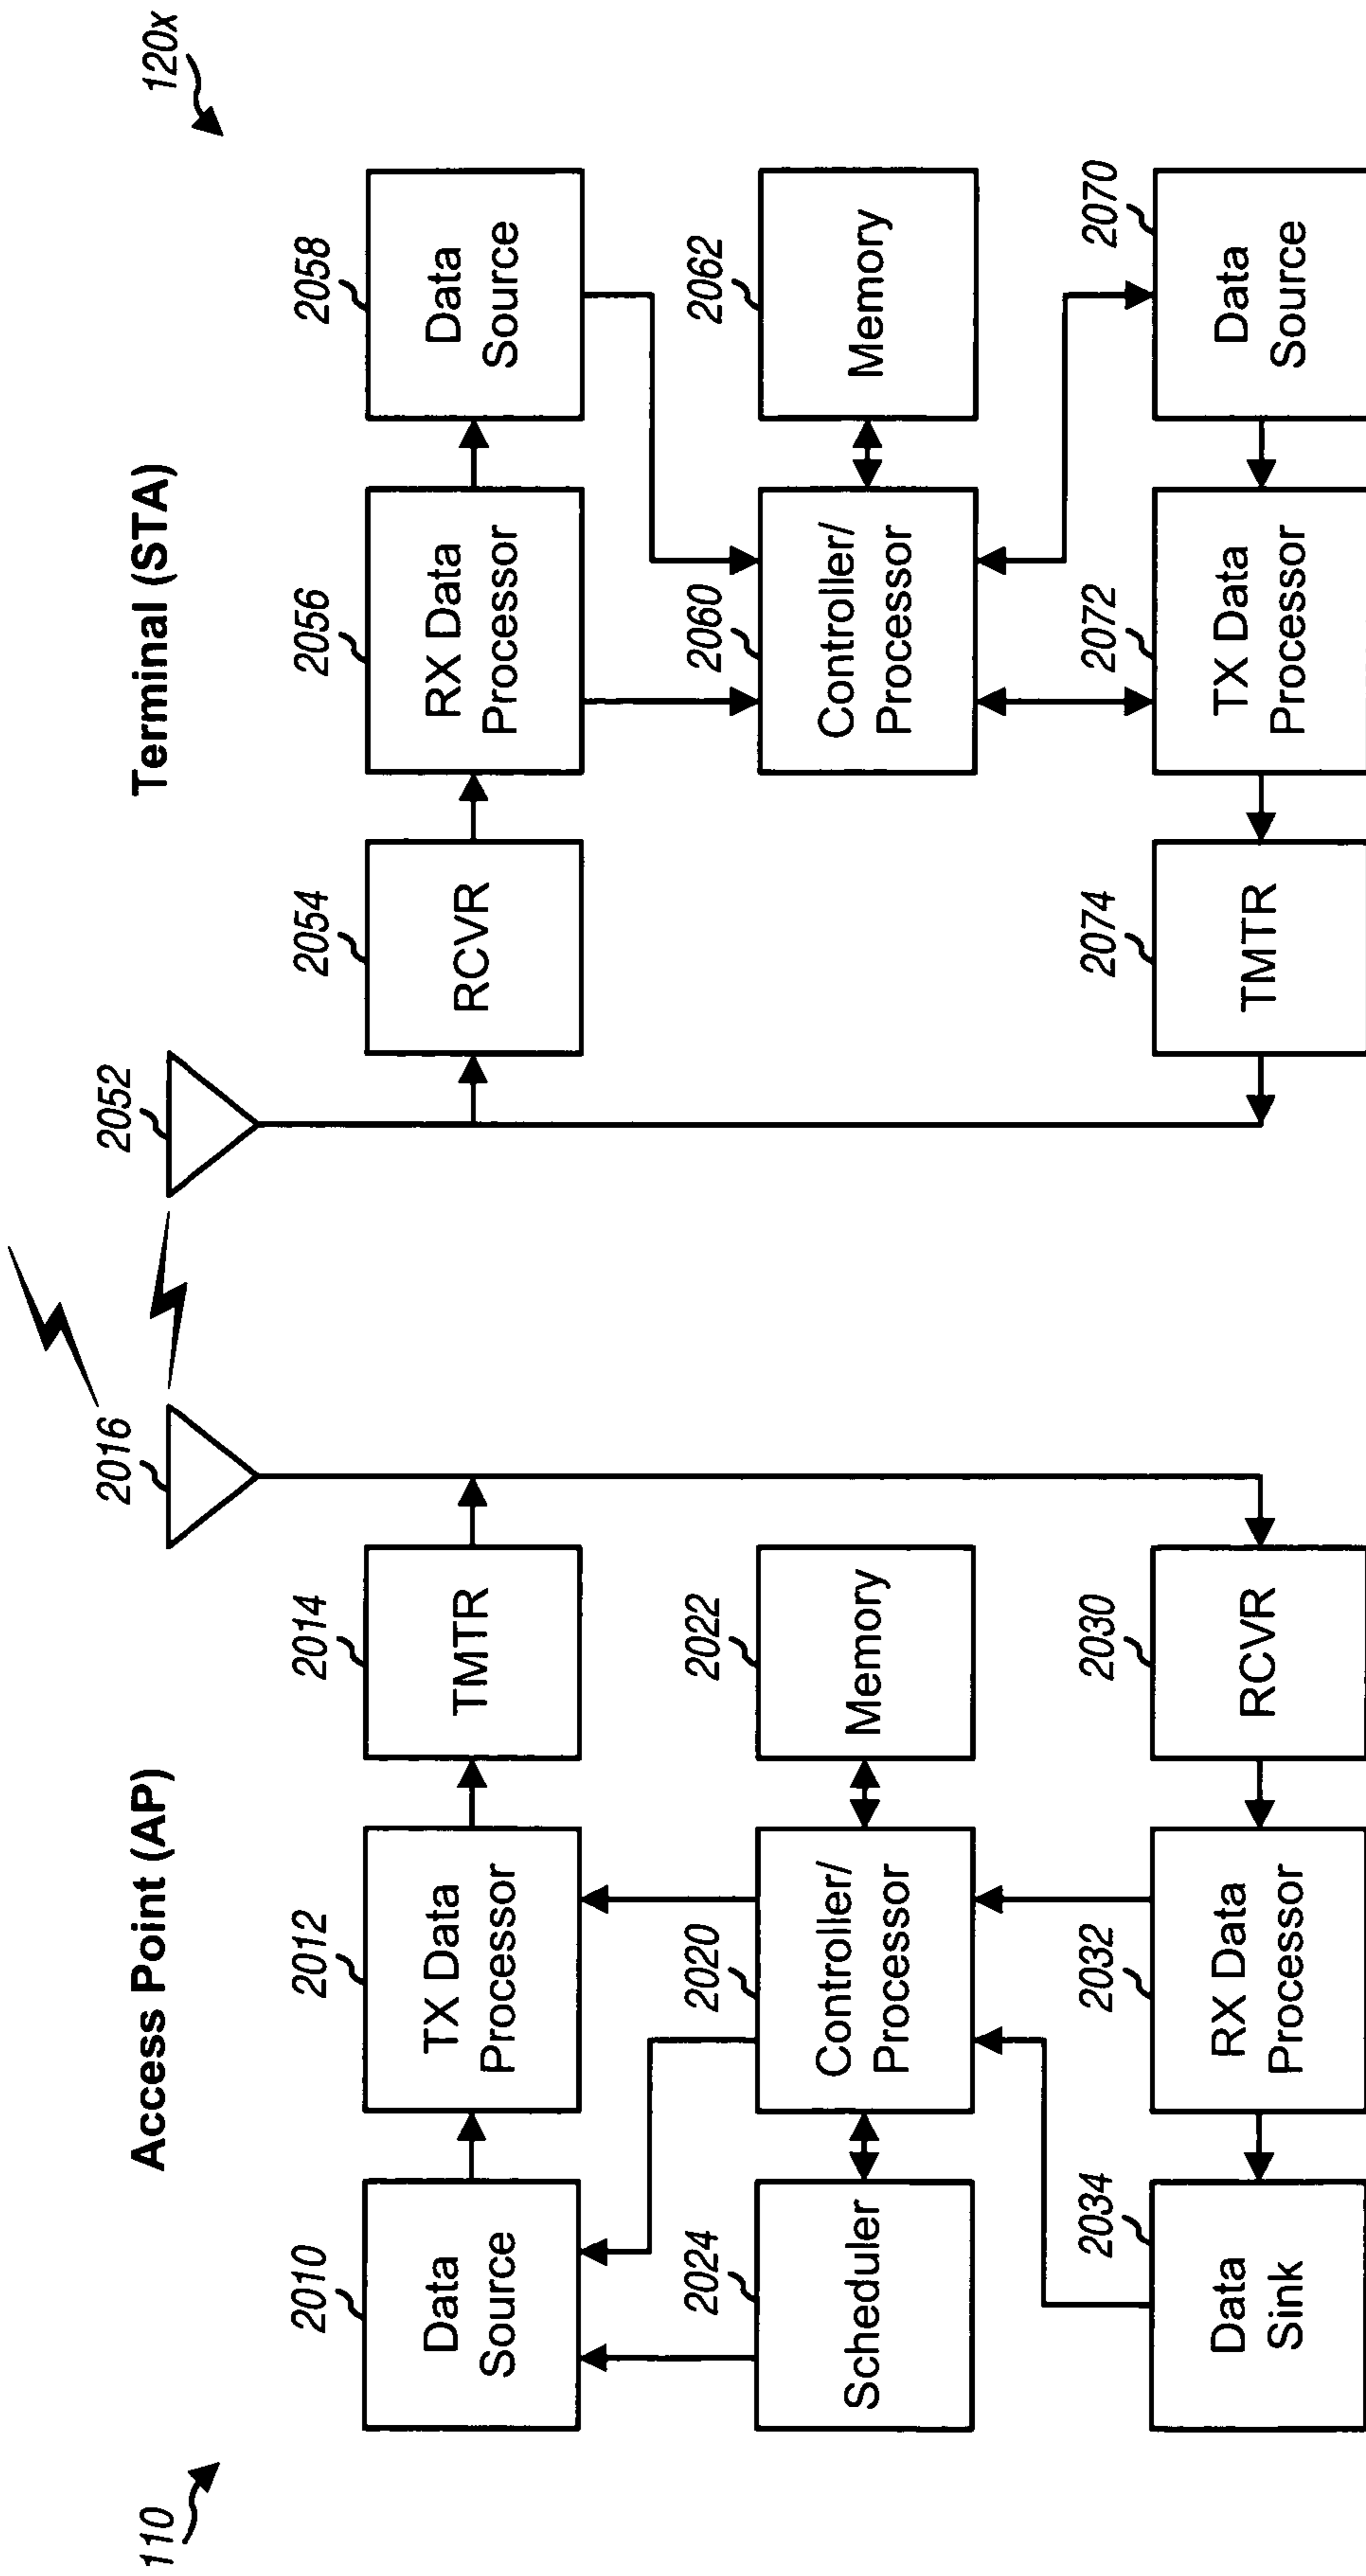 110
Access Point (AP)
Terminal (STA)
120x
2016
2052
2010
Data
Source
2012
TX Data
Processor
2014
TMTR
2054
RCVR
2056
RX Data
Processor
2058
Data
Source
2024
Scheduler
2020
Controller/
Processor
2022
Memory
2060
Controller/
Processor
2062
Memory
2034
Data
Sink
2032
RX Data
Processor
2030
RCVR
2074
TMTR
2072
TX Data
Processor
2070
Data
Source